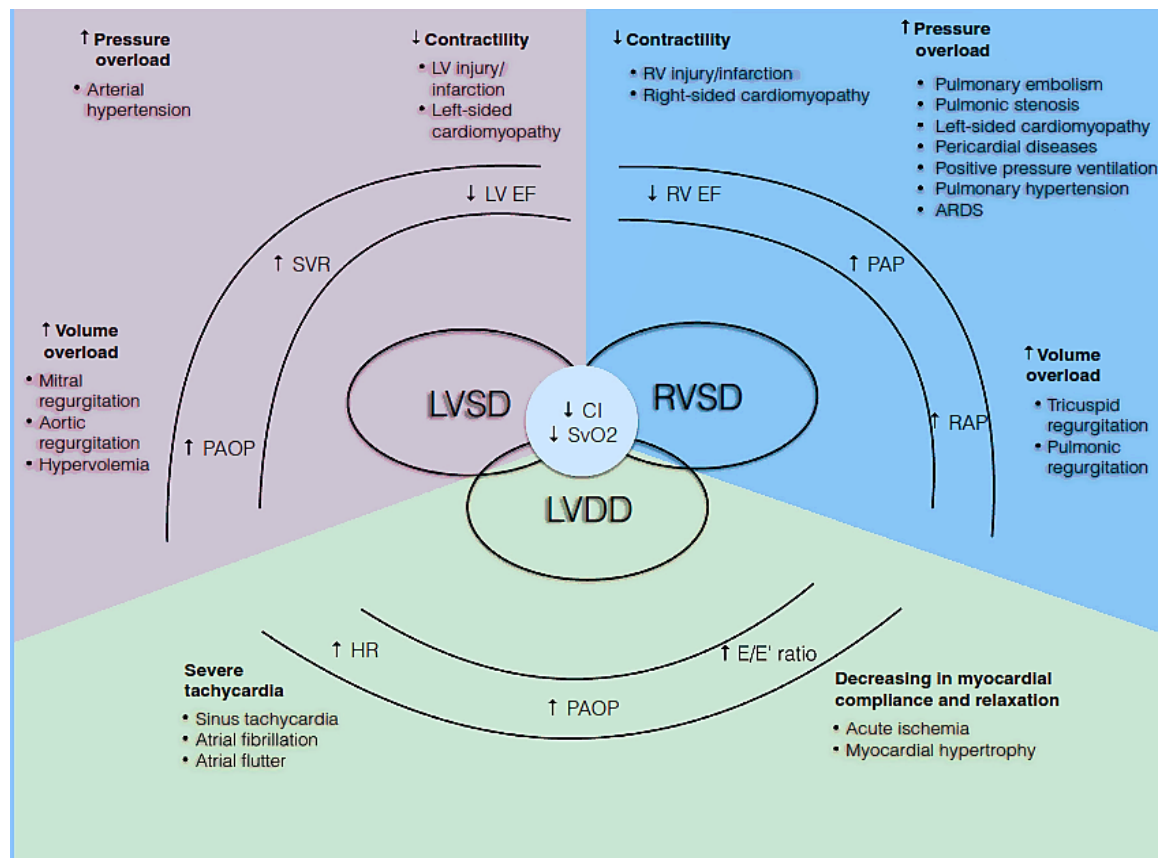 ↑ Pressure
overload
• Arterial
hypertension
↓ Contractility
• LV injury/
infarction
• Left-sided
cardiomyopathy
↓ Contractility
• RV injury/infarction
• Right-sided cardiomyopathy
↑ Pressure
overload
• Pulmonary embolism
• Pulmonic stenosis
• Left-sided cardiomyopathy
• Pericardial diseases
• Positive pressure ventilation
• Pulmonary hypertension
• ARDS
↓ LV EF
↓ RV EF
↑ SVR
↑ PAP
↑ Volume
overload
• Mitral
regurgitation
• Aortic
regurgitation
• Hypervolemia
↑ PAOP
LVSD
↓ CI
↓ SvO2
RVSD
↑ RAP
↑ Volume
overload
• Tricuspid
regurgitation
• Pulmonic
regurgitation
LVDD
↑ HR
↑ PAOP
↑ E/E' ratio
Severe
tachycardia
• Sinus tachycardia
• Atrial fibrillation
• Atrial flutter
Decreasing in myocardial
compliance and relaxation
• Acute ischemia
• Myocardial hypertrophy